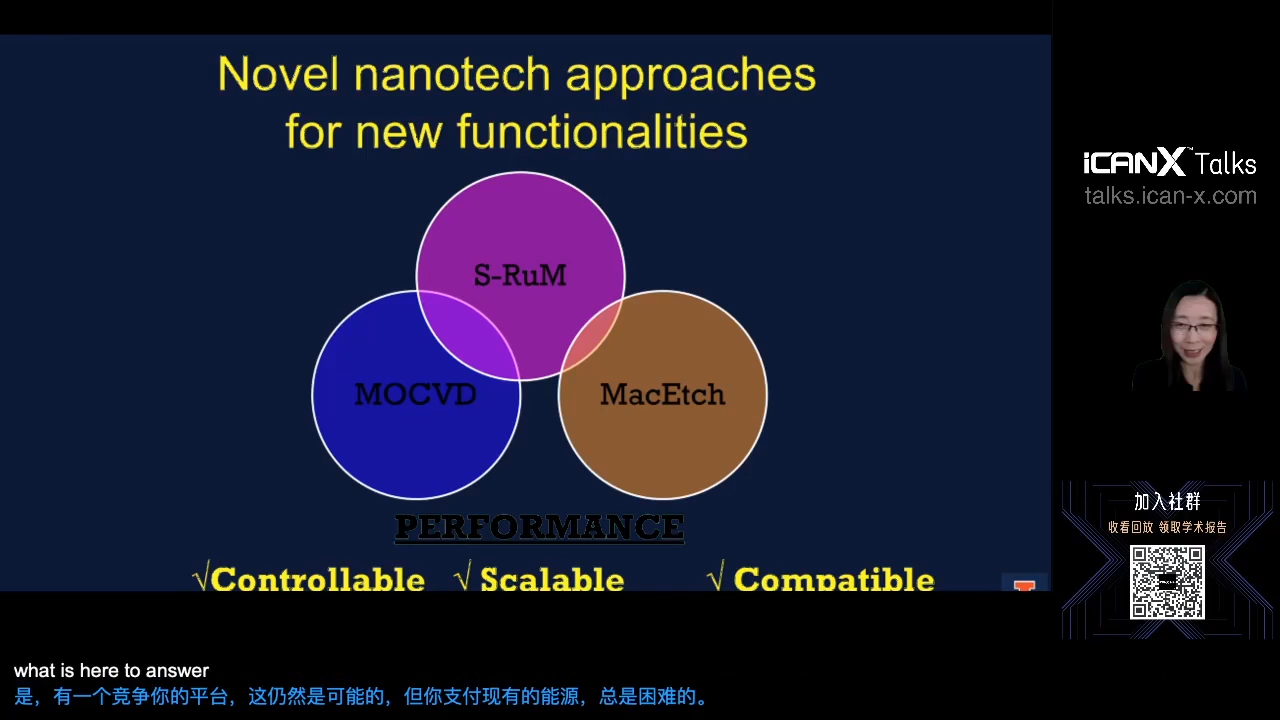 Novel nanotech approaches
for new functionalities
S-RuM
MOCVD
MacEtch
PERFORMANCE
√Controllable √ Scalable √ Compatible
iCANX™ Talks
talks.ican-x.com
加入社群
收看回放 领取学术报告
what is here to answer
是，有一个竞争你的平台，这仍然是可能的，但你支付现有的能源，总是困难的。